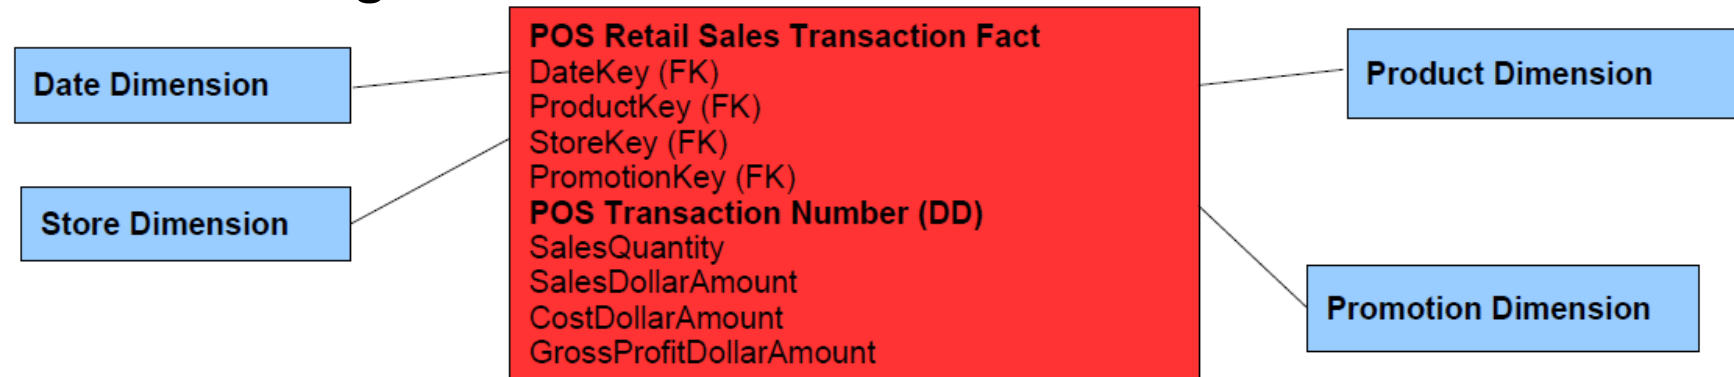 Date Dimension
Store Dimension
POS Retail Sales Transaction Fact
DateKey (FK)
ProductKey (FK)
StoreKey (FK)
PromotionKey (FK)
POS Transaction Number (DD)
SalesQuantity
SalesDollarAmount
CostDollarAmount
GrossProfitDollarAmount
Product Dimension
Promotion Dimension